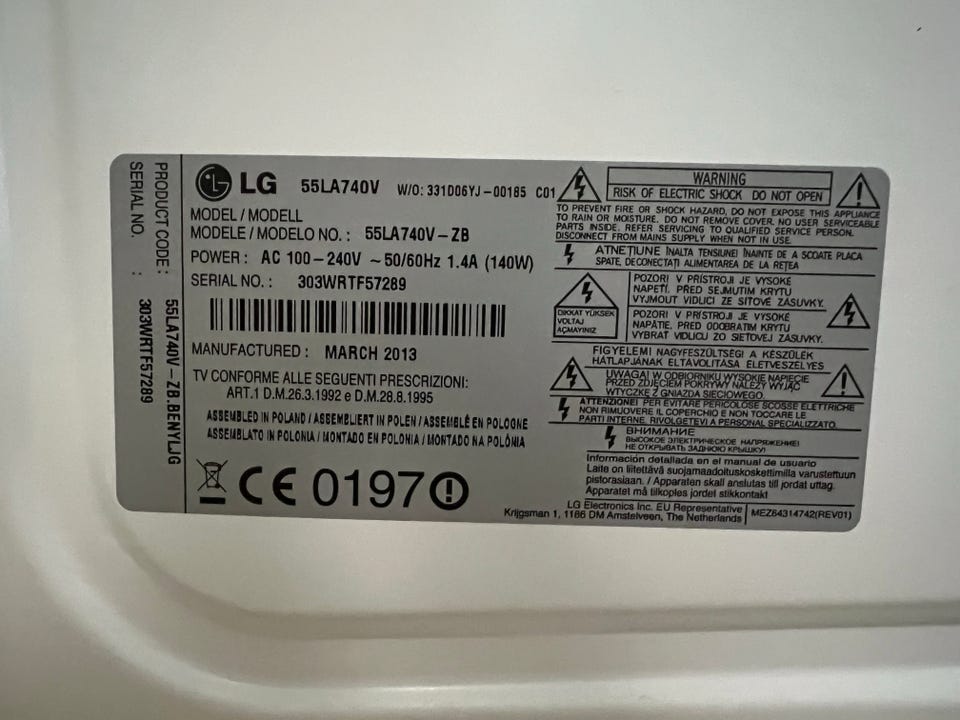 PRODUCT CODE : 55LA740V-ZB.BENYLJG
SERIAL NO. : 303WRTF57289
LG 55LA740V W/O: 331D06YJ-00185 C01
MODEL / MODELL
MODELE / MODELO NO. : 55LA740V-ZB
POWER : AC 100-240V ~50/60Hz 1.4A (140W)
SERIAL NO. : 303WRTF57289
MANUFACTURED : MARCH 2013
TV CONFORME ALLE SEGUENTI PRESCRIZIONI:
ART.1 D.M.26.3.1992 e D.M.28.8.1995
ASSEMBLED IN POLAND / ASSEMBLIERT IN POLEN / ASSEMBLÉ EN POLOGNE
ASSEMBLATO IN POLONIA / MONTADO EN POLONIA / MONTADO NA POLÓNIA
CE 0197
WARNING
RISK OF ELECTRIC SHOCK DO NOT OPEN
TO PREVENT FIRE OR SHOCK HAZARD, DO NOT EXPOSE THIS APPLIANCE
TO RAIN OR MOISTURE. DO NOT REMOVE COVER. NO USER SERVICEABLE
PARTS INSIDE. REFER SERVICING TO QUALIFIED SERVICE PERSON.
DISCONNECT FROM MAINS SUPPLY WHEN NOT IN USE.
ATNEŢIUNE ÎNALTA TENSIUNE! ÎNAINTE DE A SCOATE PLACA
SPATE, DECONECTAŢI ALIMENTAREA DE LA REŢEA
DIKKAT YÜKSEK
VOLTAJ
AÇMAYINIZ
POZOR! V PŘÍSTROJI JE VYSOKÉ
NAPĚTÍ. PŘED SEJMUTÍM KRYTU
VYJMOUT VIDLICI ZE SÍŤOVÉ ZÁSUVKY.
POZOR! V PRÍSTROJI JE VYSOKÉ
NAPÄTIE. PRED ODOBRATÍM KRYTU
VYBRAŤ VIDLICU ZO SIEŤOVEJ ZÁSUVKY.
FIGYELEM! NAGYFESZÜLTSÉG! A KÉSZÜLÉK
HÁTLAPJÁNAK ELTÁVOLÍTÁSA ÉLETVESZÉLYES
UWAGA! W ODBIORNIKU WYSOKIE NAPIĘCIE
PRZED ZDJĘCIEM POKRYWY NALEŻY WYJĄĆ
WTYCZKĘ Z GNIAZDA SIECIOWEGO.
ATTENZIONE! PER EVITARE PERICOLOSE SCOSSE ELETTRICHE
NON RIMUOVERE IL COPERCHIO E NON TOCCARE LE
PARTI INTERNE. RIVOLGETEVI A PERSONAL SPECIALIZZATO.
ВНИМАНИЕ
ВЫСОКОЕ ЭЛЕКТРИЧЕСКОЕ НАПРЯЖЕНИЕ!
НЕ ОТКРЫВАТЬ ЗАДНЮЮ КРЫШКУ!
Información detallada en el manual de usuario
Laite on liitettävä suojamaadoituskoskettimilla varustettuun
pistorasiaan. / Apparaten skall anslutas till jordat uttag.
Apparatet må tilkoples jordet stikkontakt
LG Electronics Inc. EU Representative
Krijgsman 1, 1186 DM Amstelveen, The Netherlands
MEZ64314742(REV01)